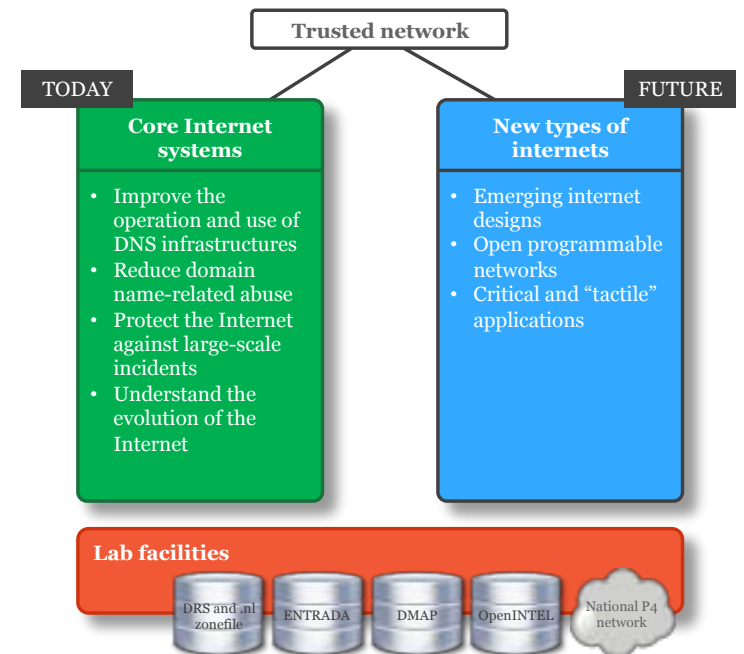 Trusted network
TODAY
FUTURE
Core Internet
systems
• Improve the
operation and use of
DNS infrastructures
• Reduce domain
name-related abuse
• Protect the Internet
against large-scale
incidents
• Understand the
evolution of the
Internet
New types of
internets
• Emerging internet
designs
• Open programmable
networks
• Critical and “tactile”
applications
Lab facilities
DRS and .nl
zonefile
ENTRADA
DMAP
OpenINTEL
National P4
network